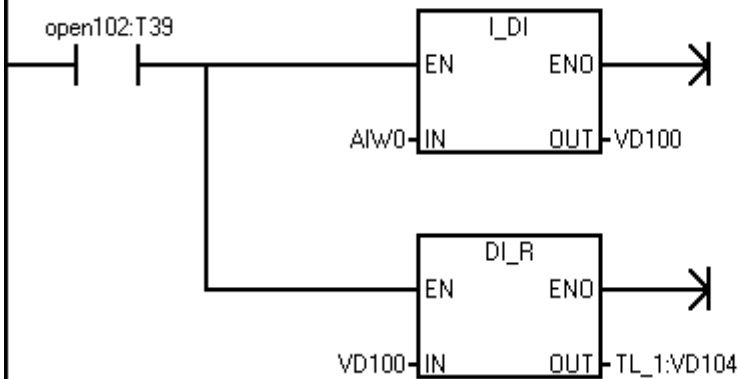 open102:T39
I_DI
EN ENO
AIW0 IN OUT VD100
DI_R
EN ENO
VD100 IN OUT TL_1:VD104